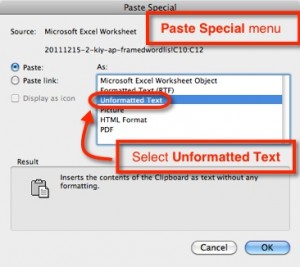 Paste Special
Paste Special menu
Source: Microsoft Excel Worksheet
20111215-2-kiy-ap-framedwordlis!C10:C12
Paste:
Paste link:
Display as icon
As:
Microsoft Excel Worksheet Object
Formatted Text (RTF)
Unformatted Text
Picture
HTML Format
PDF
Select Unformatted Text
Result
Inserts the contents of the Clipboard as text without any
formatting.
Cancel
OK